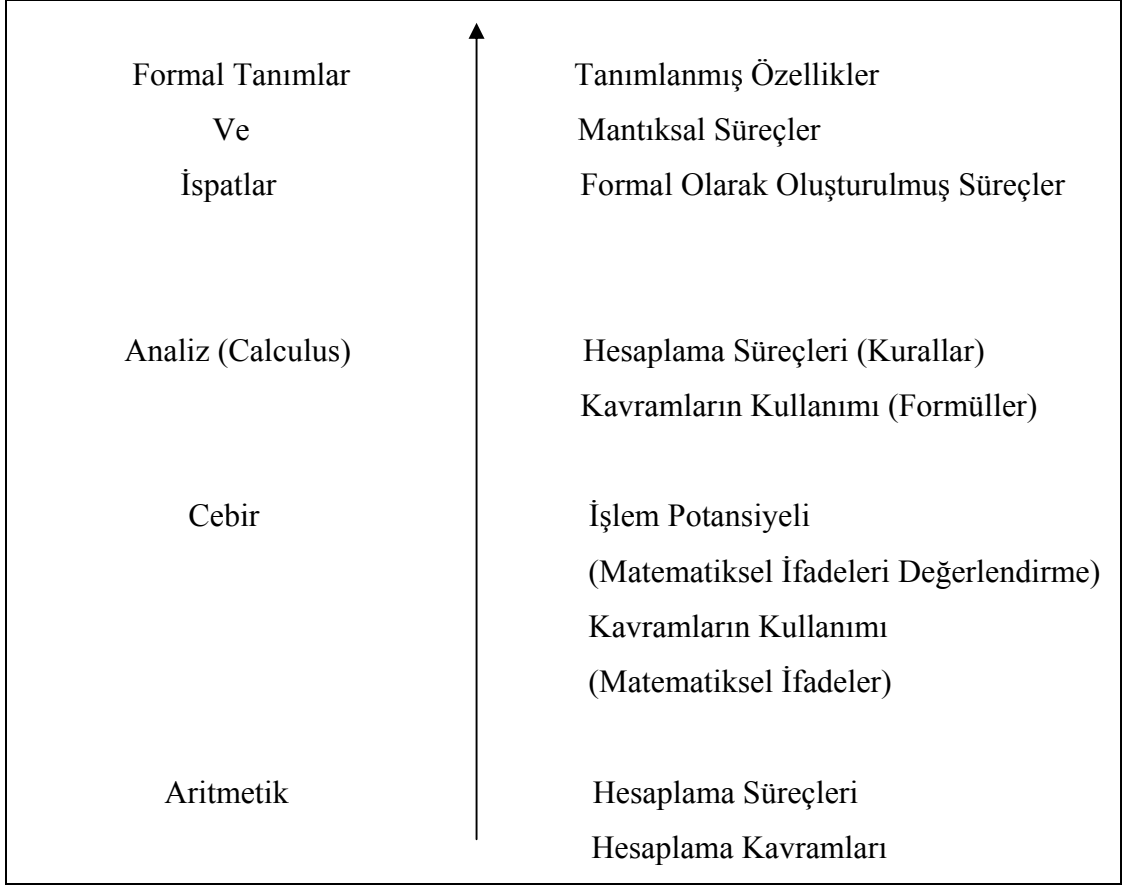 Formal Tanımlar
Ve
İspatlar
Tanımlanmış Özellikler
Mantıksal Süreçler
Formal Olarak Oluşturulmuş Süreçler
Analiz (Calculus)
Hesaplama Süreçleri (Kurallar)
Kavramların Kullanımı (Formüller)
Cebir
İşlem Potansiyeli
(Matematiksel İfadeleri Değerlendirme)
Kavramların Kullanımı
(Matematiksel İfadeler)
Aritmetik
Hesaplama Süreçleri
Hesaplama Kavramları